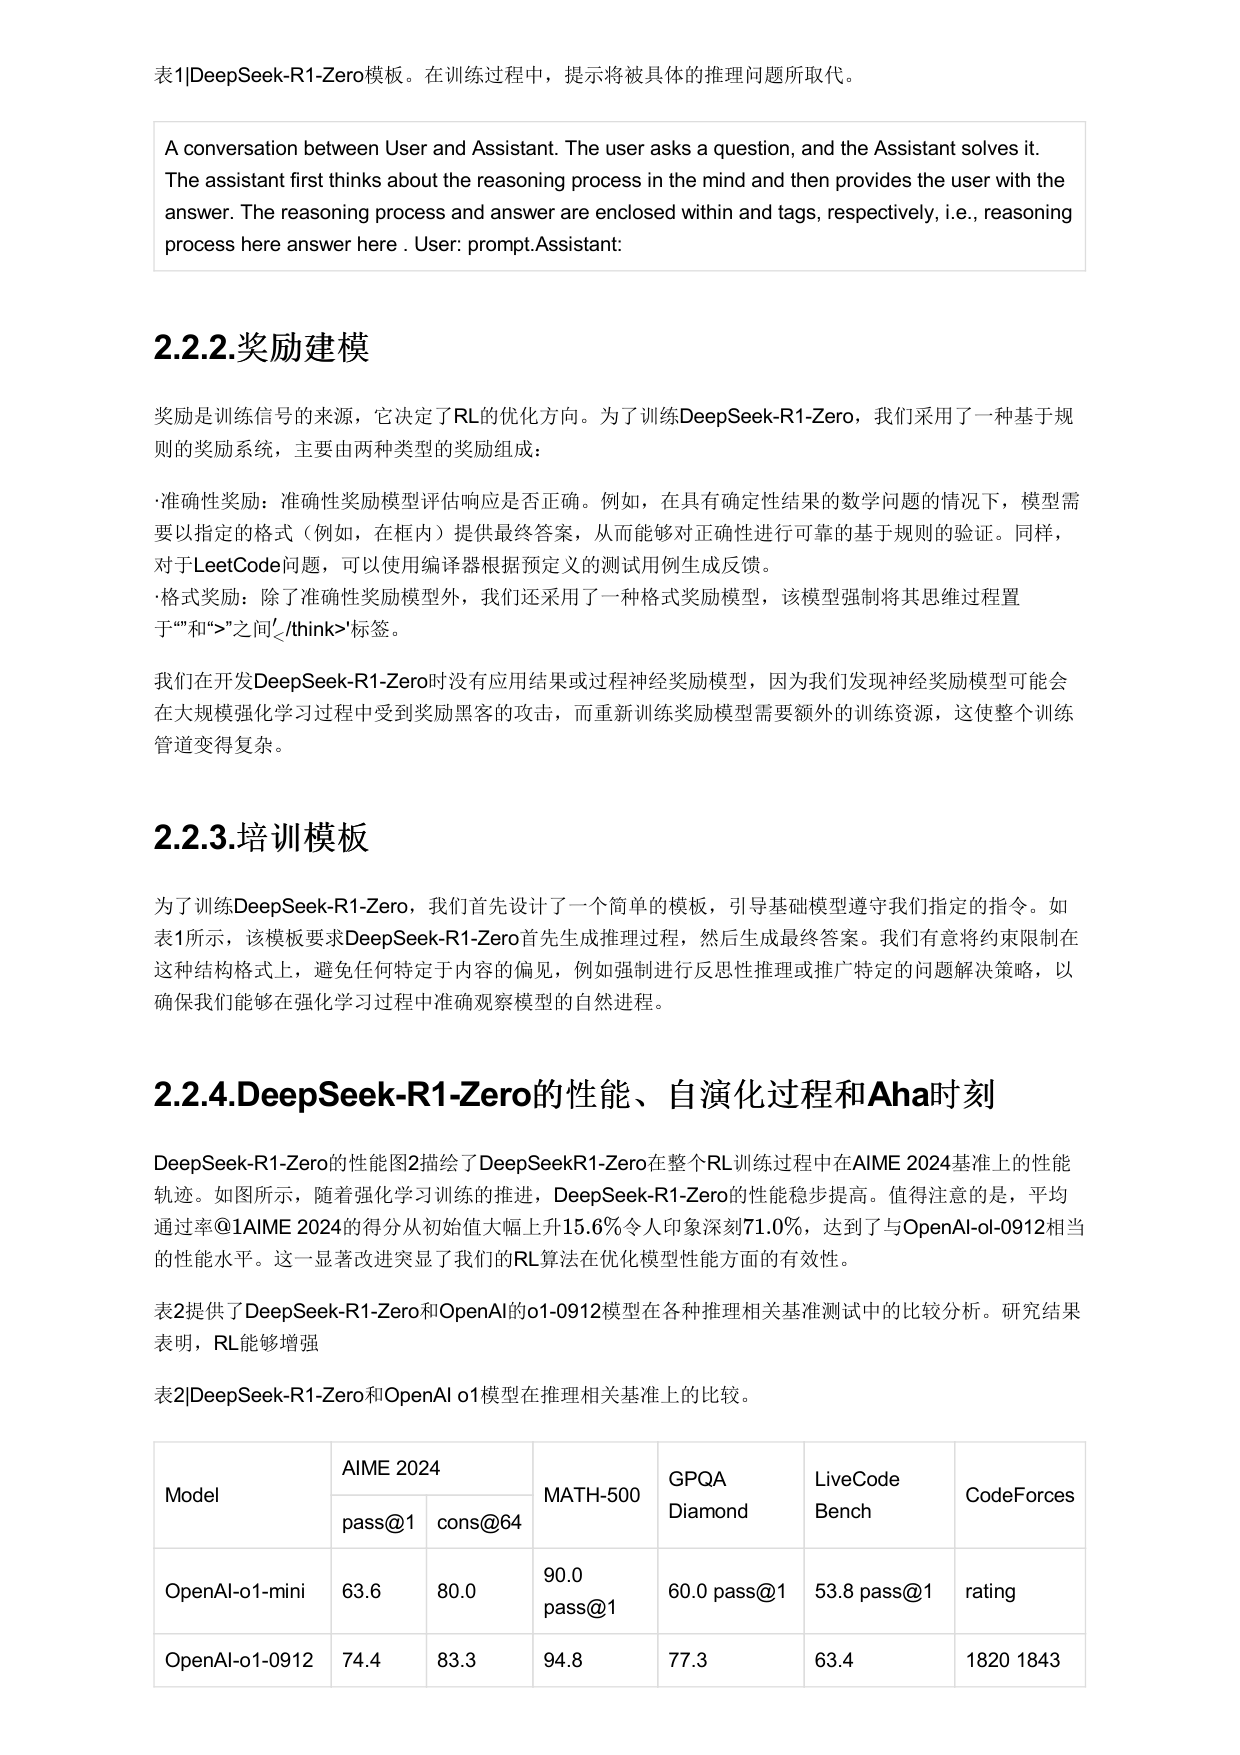 表1|DeepSeek-R1-Zero模板。在训练过程中，提示将被具体的推理问题所取代。
A conversation between User and Assistant. The user asks a question, and the Assistant solves it.
The assistant first thinks about the reasoning process in the mind and then provides the user with the
answer. The reasoning process and answer are enclosed within and tags, respectively, i.e., reasoning
process here answer here . User: prompt.Assistant:
2.2.2.奖励建模
奖励是训练信号的来源，它决定了RL的优化方向。为了训练DeepSeek-R1-Zero，我们采用了一种基于规
则的奖励系统，主要由两种类型的奖励组成：
·准确性奖励：准确性奖励模型评估响应是否正确。例如，在具有确定性结果的数学问题的情况下，模型需
要以指定的格式（例如，在框内）提供最终答案，从而能够对正确性进行可靠的基于规则的验证。同样，
对于LeetCode问题，可以使用编译器根据预定义的测试用例生成反馈。
·格式奖励：除了准确性奖励模型外，我们还采用了一种格式奖励模型，该模型强制将其思维过程置
于“”和“>”之间′</think>'标签。
我们在开发DeepSeek-R1-Zero时没有应用结果或过程神经奖励模型，因为我们发现神经奖励模型可能会
在大规模强化学习过程中受到奖励黑客的攻击，而重新训练奖励模型需要额外的训练资源，这使整个训练
管道变得复杂。
2.2.3.培训模板
为了训练DeepSeek-R1-Zero，我们首先设计了一个简单的模板，引导基础模型遵守我们指定的指令。如
表1所示，该模板要求DeepSeek-R1-Zero首先生成推理过程，然后生成最终答案。我们有意将约束限制在
这种结构格式上，避免任何特定于内容的偏见，例如强制进行反思性推理或推广特定的问题解决策略，以
确保我们能够在强化学习过程中准确观察模型的自然进程。
2.2.4.DeepSeek-R1-Zero的性能、自演化过程和Aha时刻
DeepSeek-R1-Zero的性能图2描绘了DeepSeekR1-Zero在整个RL训练过程中在AIME 2024基准上的性能
轨迹。如图所示，随着强化学习训练的推进，DeepSeek-R1-Zero的性能稳步提高。值得注意的是，平均
通过率@1AIME 2024的得分从初始值大幅上升15.6%令人印象深刻71.0%，达到了与OpenAI-ol-0912相当
的性能水平。这一显著改进突显了我们的RL算法在优化模型性能方面的有效性。
表2提供了DeepSeek-R1-Zero和OpenAI的o1-0912模型在各种推理相关基准测试中的比较分析。研究结果
表明，RL能够增强
表2|DeepSeek-R1-Zero和OpenAI o1模型在推理相关基准上的比较。
Model AIME 2024 MATH-500 GPQA Diamond LiveCode Bench CodeForces
pass@1 cons@64
OpenAI-o1-mini 63.6 80.0 90.0 pass@1 60.0 pass@1 53.8 pass@1 rating
OpenAI-o1-0912 74.4 83.3 94.8 77.3 63.4 1820 1843